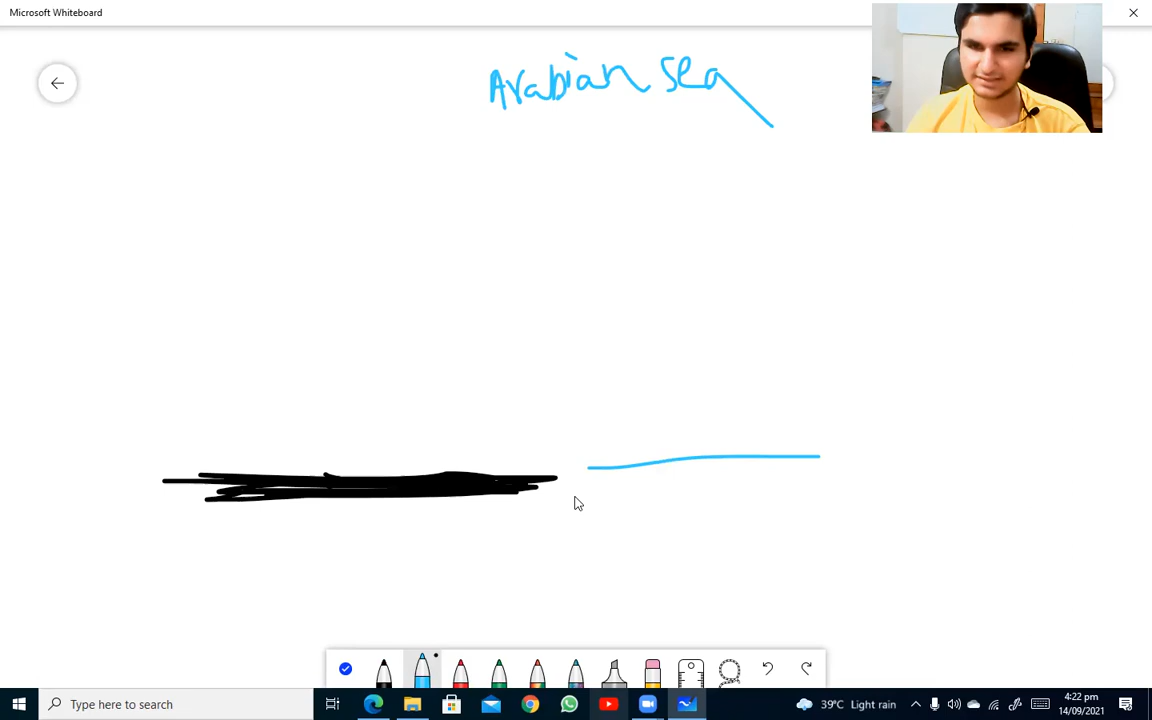 Microsoft Whiteboard
Arabian Sea
Type here to search
39°C Light rain
4:22 pm
14/09/2021